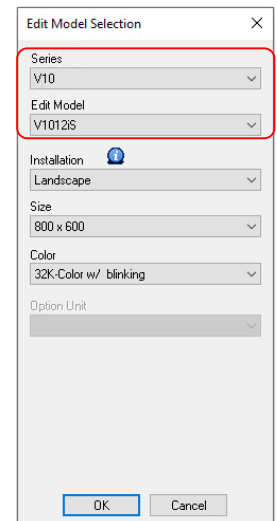 Edit Model Selection
Series
V10
Edit Model
V1012iS
Installation
Landscape
Size
800 x 600
Color
32K-Color w/ blinking
Option Unit
OK Cancel